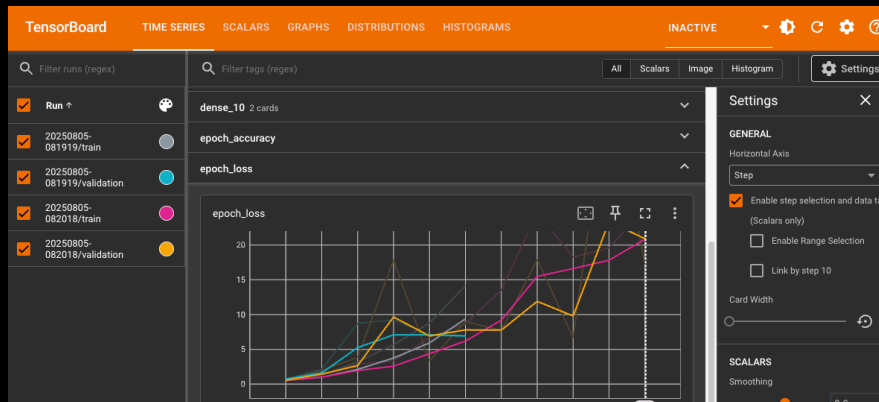 TensorBoard
TIME SERIES
SCALARS
GRAPHS
DISTRIBUTIONS
HISTOGRAMS
INACTIVE
Filter runs (regex)
Run
20250805-
081919/train
20250805-
081919/validation
20250805-
082018/train
20250805-
082018/validation
Filter tags (regex)
All
Scalars
Image
Histogram
Settings
dense_10 2 cards
epoch_accuracy
epoch_loss
epoch_loss
20
15
10
5
0
Settings
GENERAL
Horizontal Axis
Step
Enable step selection and data ta
(Scalars only)
Enable Range Selection
Link by step 10
Card Width
SCALARS
Smoothing